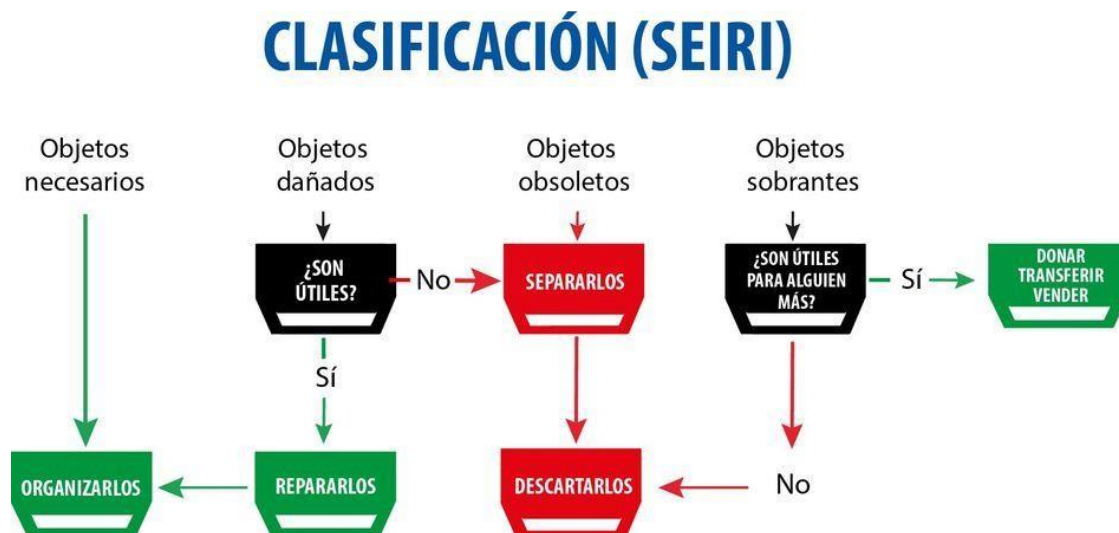 CLASIFICACIÓN (SEIRI)
Objetos
necesarios
Objetos
dañados
Objetos
obsoletos
Objetos
sobrantes
¿SON
ÚTILES?
No
SEPARARLOS
¿SON ÚTILES
PARA ALGUIEN
MÁS?
Sí
DONAR
TRANSFERIR
VENDER
Sí
ORGANIZARLOS
REPARARLOS
DESCARTARLOS
No